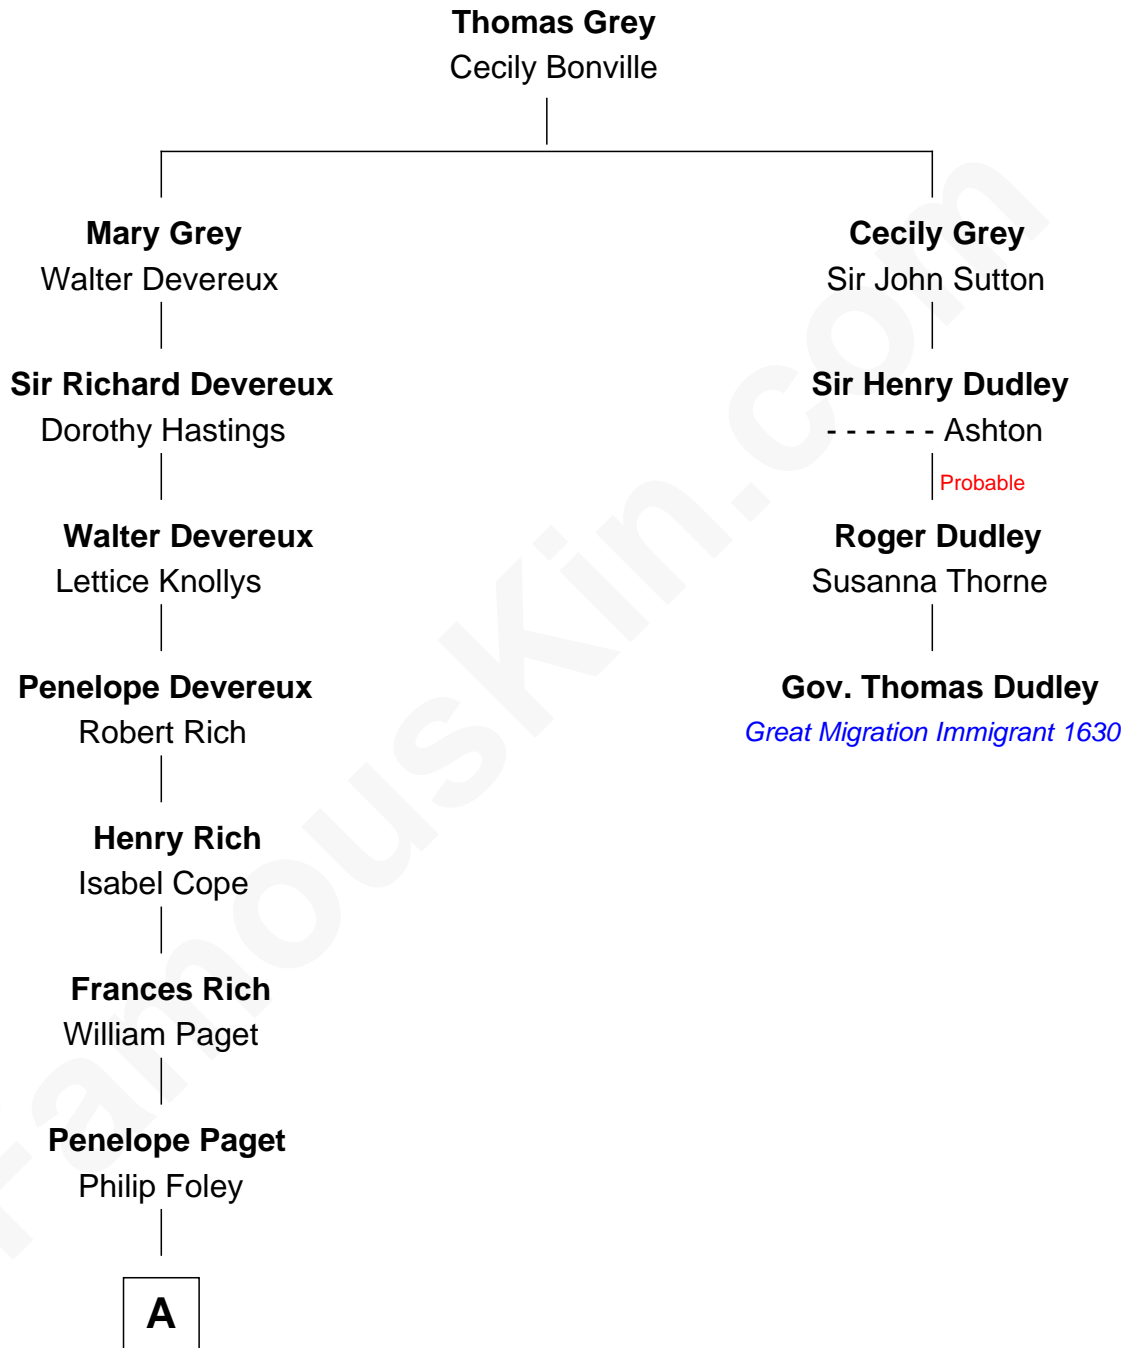 Thomas Grey
Cecily Bonville
Mary Grey
Walter Devereux
Cecily Grey
Sir John Sutton
Sir Richard Devereux
Dorothy Hastings
Sir Henry Dudley
- - - - - - Ashton
Probable
Walter Devereux
Lettice Knollys
Roger Dudley
Susanna Thorne
Penelope Devereux
Robert Rich
Gov. Thomas Dudley
Great Migration Immigrant 1630
Henry Rich
Isabel Cope
Frances Rich
William Paget
Penelope Paget
Philip Foley
A
FamousKin.com